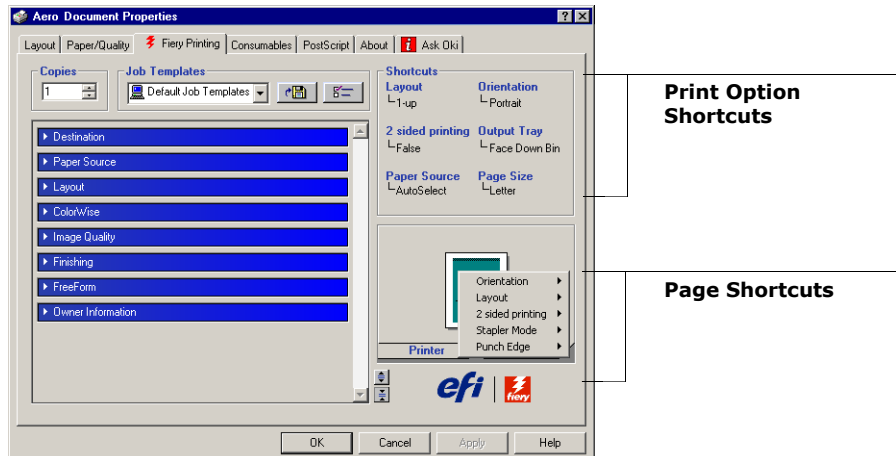 Aero Document Properties
Layout Paper/Quality Fiery Printing Consumables PostScript About i Ask Oki
Copies
1
Job Templates
Default Job Templates
Destination
Paper Source
Layout
ColorWise
Image Quality
Finishing
FreeForm
Owner Information
Shortcuts
Layout Orientation
1-up Portrait
2 sided printing Output Tray
False Face Down Bin
Paper Source Page Size
AutoSelect Letter
Orientation
Layout
2 sided printing
Stapler Mode
Punch Edge
Printer
efi fiery
OK Cancel Apply Help
Print Option
Shortcuts
Page Shortcuts